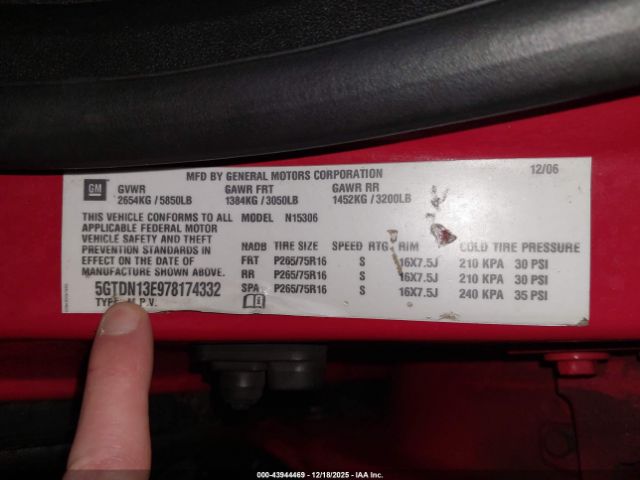 MFD BY GENERAL MOTORS CORPORATION 12/06
GM
GVWR GAWR FRT GAWR RR
2654KG / 5850LB 1384KG / 3050LB 1452KG / 3200LB
THIS VEHICLE CONFORMS TO ALL MODEL N15306
APPLICABLE FEDERAL MOTOR
VEHICLE SAFETY AND THEFT
PREVENTION STANDARDS IN
EFFECT ON THE DATE OF
MANUFACTURE SHOWN ABOVE.
NADB TIRE SIZE SPEED RTG RIM COLD TIRE PRESSURE
FRT P265/75R16 S 16X7.5J 210 KPA 30 PSI
RR P265/75R16 S 16X7.5J 210 KPA 30 PSI
SPA P265/75R16 S 16X7.5J 240 KPA 35 PSI
5GTDN13E978174332
TYPE: M.P.V.
000-43944469 | 12/18/2025 | IAA Inc.